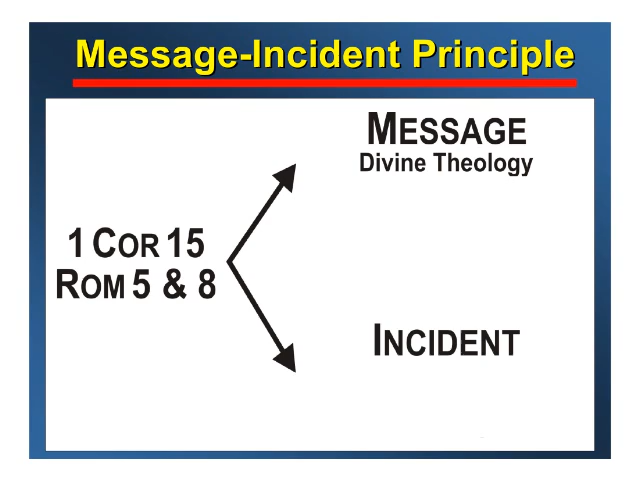 Message-Incident Principle
MESSAGE
Divine Theology
1 COR 15
ROM 5 & 8
INCIDENT